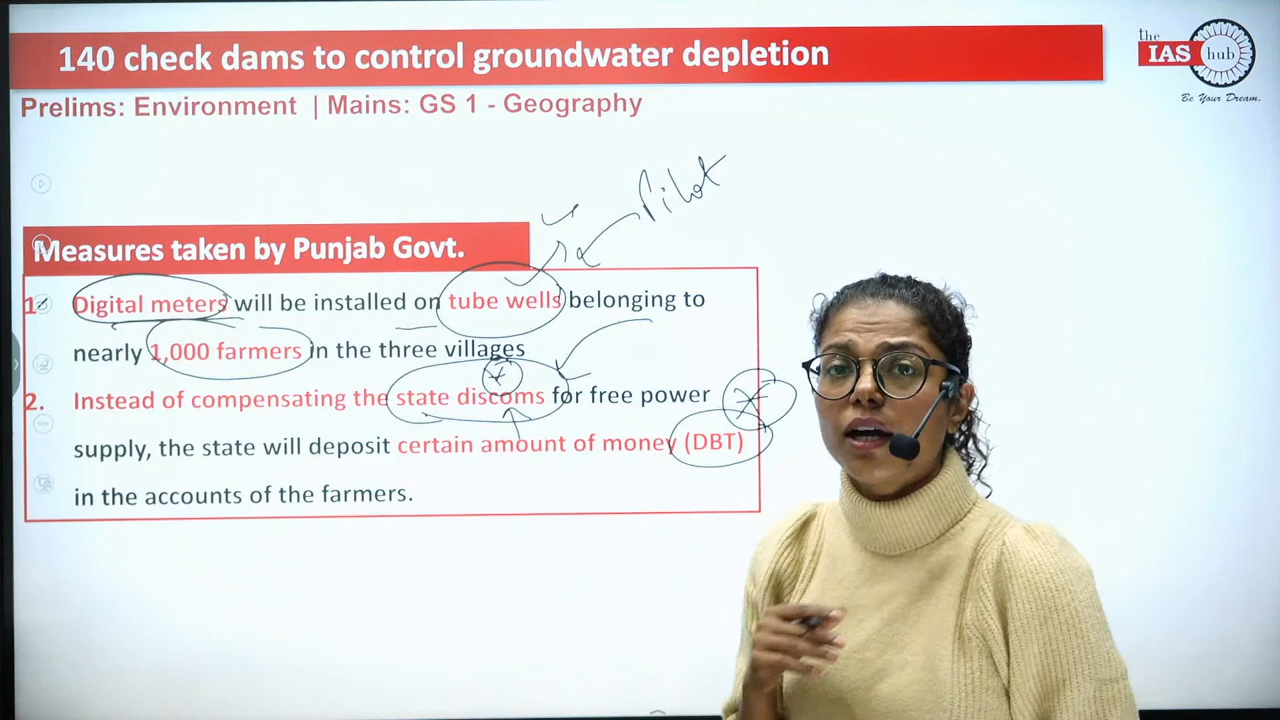 140 check dams to control groundwater depletion
the
IAS hub
Be Your Dream.
Prelims: Environment | Mains: GS 1 - Geography
Pilot
Measures taken by Punjab Govt.
1. Digital meters will be installed on tube wells belonging to
nearly 1,000 farmers in the three villages
2. Instead of compensating the state discoms for free power
supply, the state will deposit certain amount of money (DBT)
in the accounts of the farmers.